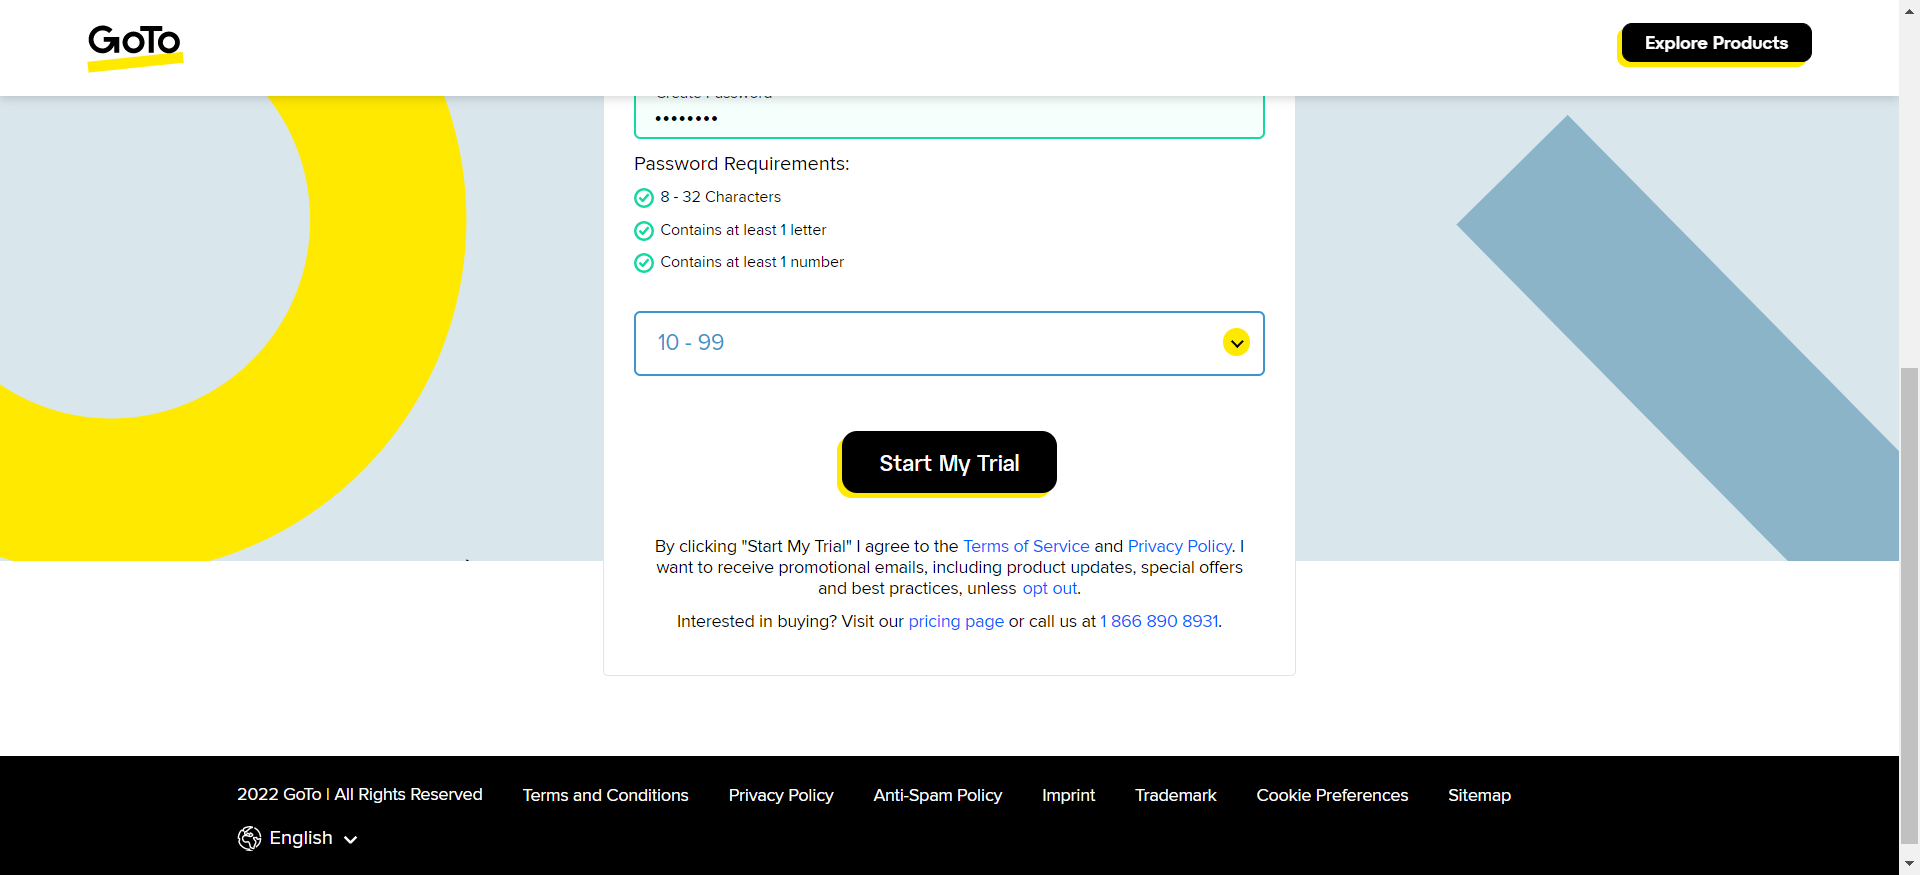 GoTo
Explore Products
Create Password
••••••••
Password Requirements:
8 - 32 Characters
Contains at least 1 letter
Contains at least 1 number
10 - 99
Start My Trial
By clicking "Start My Trial" I agree to the Terms of Service and Privacy Policy. I
want to receive promotional emails, including product updates, special offers
and best practices, unless opt out.
Interested in buying? Visit our pricing page or call us at 1 866 890 8931.
2022 GoTo | All Rights Reserved
Terms and Conditions
Privacy Policy
Anti-Spam Policy
Imprint
Trademark
Cookie Preferences
Sitemap
English